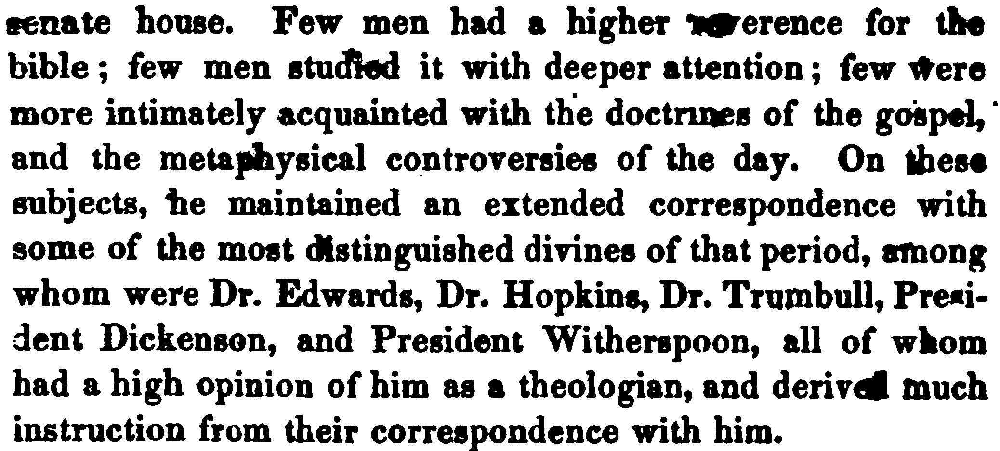 senate house. Few men had a higher reverence for the
bible; few men studied it with deeper attention; few were
more intimately acquainted with the doctrines of the gospel,
and the metaphysical controversies of the day. On these
subjects, he maintained an extended correspondence with
some of the most distinguished divines of that period, among
whom were Dr. Edwards, Dr. Hopkins, Dr. Trumbull, Presi-
dent Dickenson, and President Witherspoon, all of whom
had a high opinion of him as a theologian, and derived much
instruction from their correspondence with him.